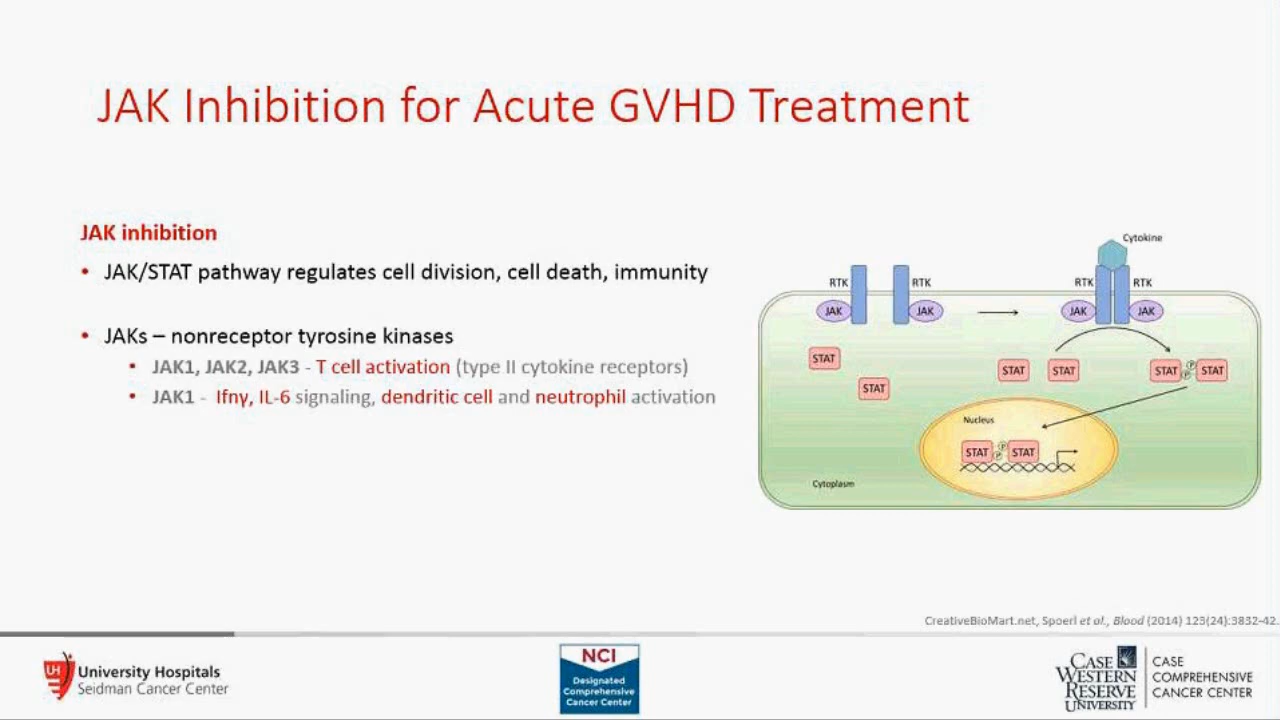 JAK Inhibition for Acute GVHD Treatment
JAK inhibition
• JAK/STAT pathway regulates cell division, cell death, immunity
• JAKs – nonreceptor tyrosine kinases
• JAK1, JAK2, JAK3 - T cell activation (type II cytokine receptors)
• JAK1 - Ifny, IL-6 signaling, dendritic cell and neutrophil activation
Cytokine
RTK RTK RTK RTK
JAK JAK JAK JAK
STAT STAT STAT STAT P P STAT
STAT
Nucleus
STAT P P STAT
Cytoplasm
CreativeBioMart.net, Spoerl et al., Blood (2014) 123(24):3832-42.
UH University Hospitals
Seidman Cancer Center
NCI
Designated
Comprehensive
Cancer Center
CASE
WESTERN
RESERVE
UNIVERSITY
CASE
COMPREHENSIVE
CANCER CENTER